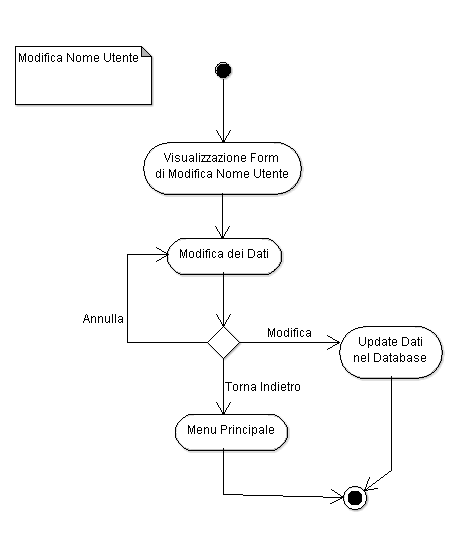 Modifica Nome Utente
Visualizzazione Form
di Modifica Nome Utente
Modifica dei Dati
Annulla
Modifica
Update Dati
nel Database
Torna Indietro
Menu Principale